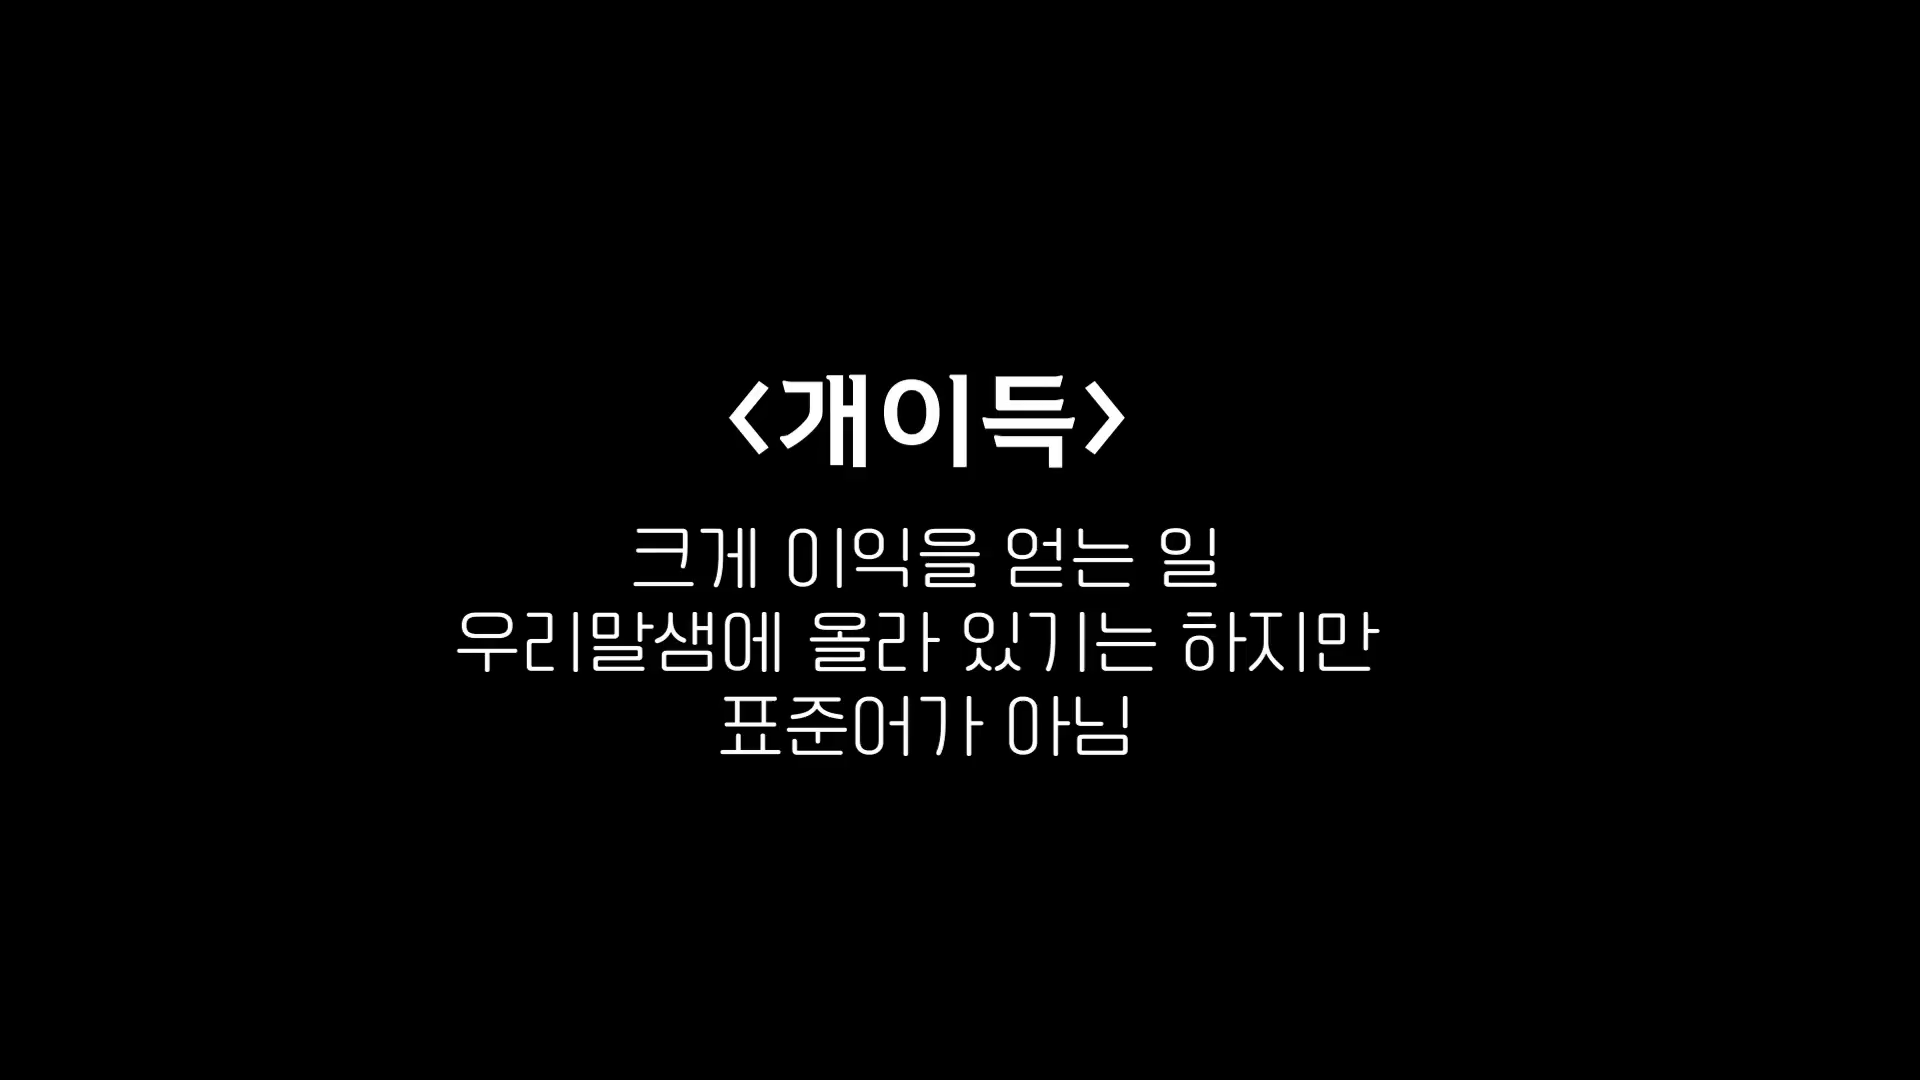 <개이득>
크게 이익을 얻는 일
우리말샘에 올라 있기는 하지만
표준어가 아님